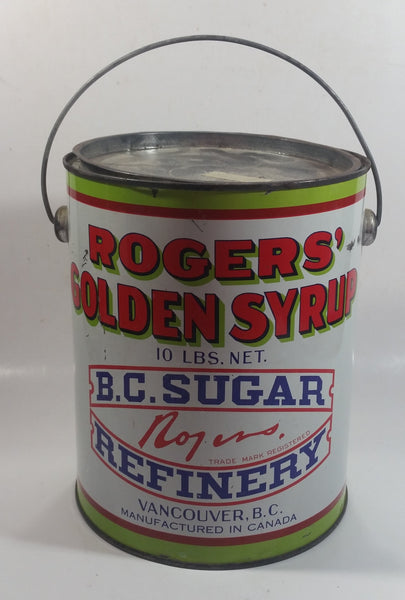 ROGERS'
GOLDEN SYRUP
10 LBS. NET.
B.C. SUGAR
Rogers.
TRADE MARK REGISTERED
REFINERY
VANCOUVER, B.C.
MANUFACTURED IN CANADA